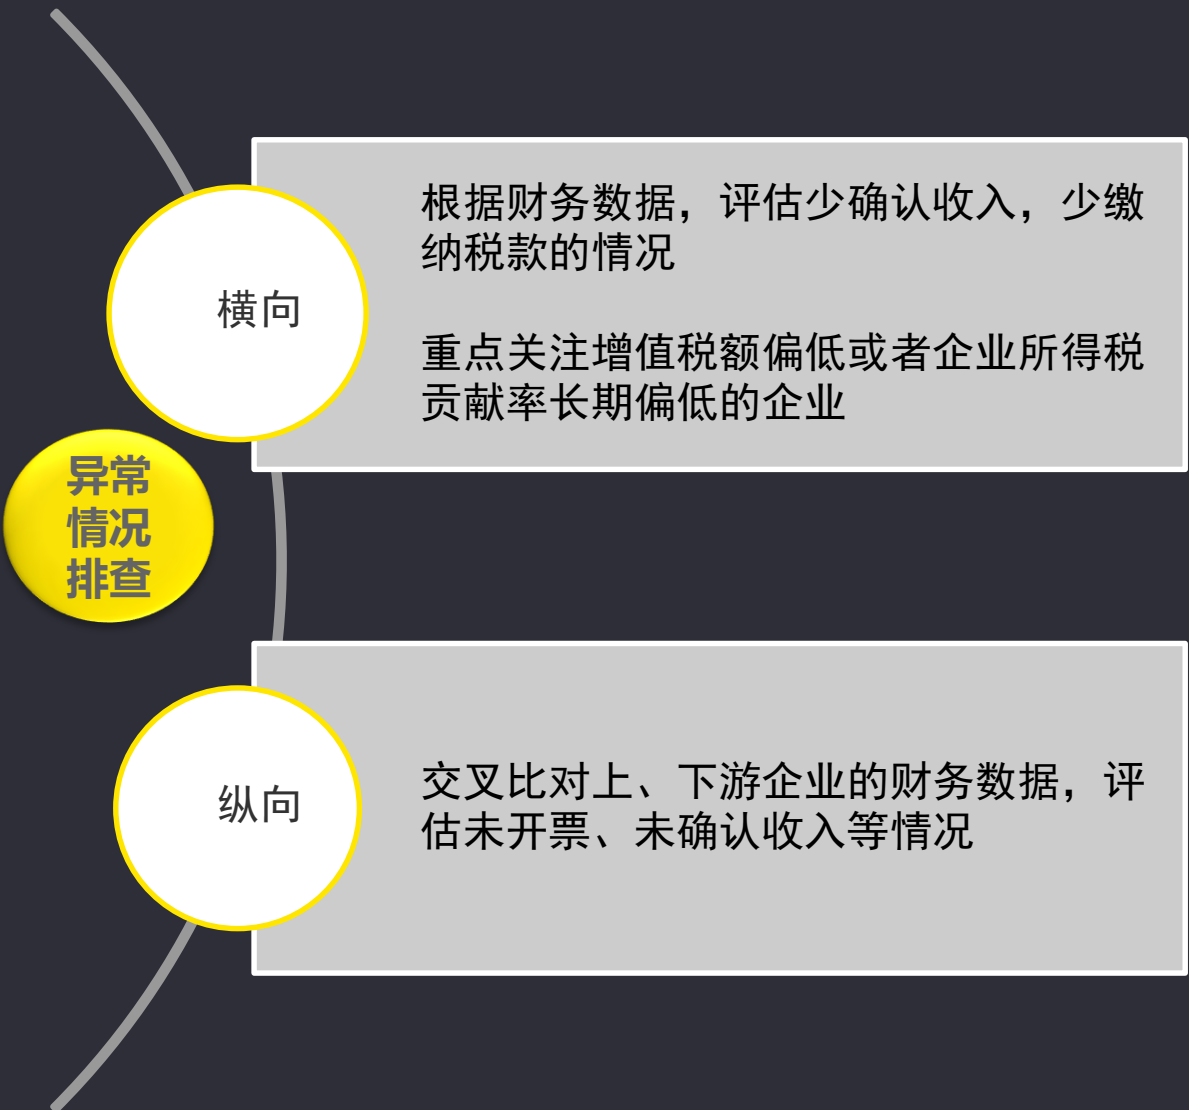 根据财务数据，评估少确认收入，少缴
纳税款的情况
横向
重点关注增值税额偏低或者企业所得税
贡献率长期偏低的企业
异常
情况
排查
纵向
交叉比对上、下游企业的财务数据，评
估未开票、未确认收入等情况